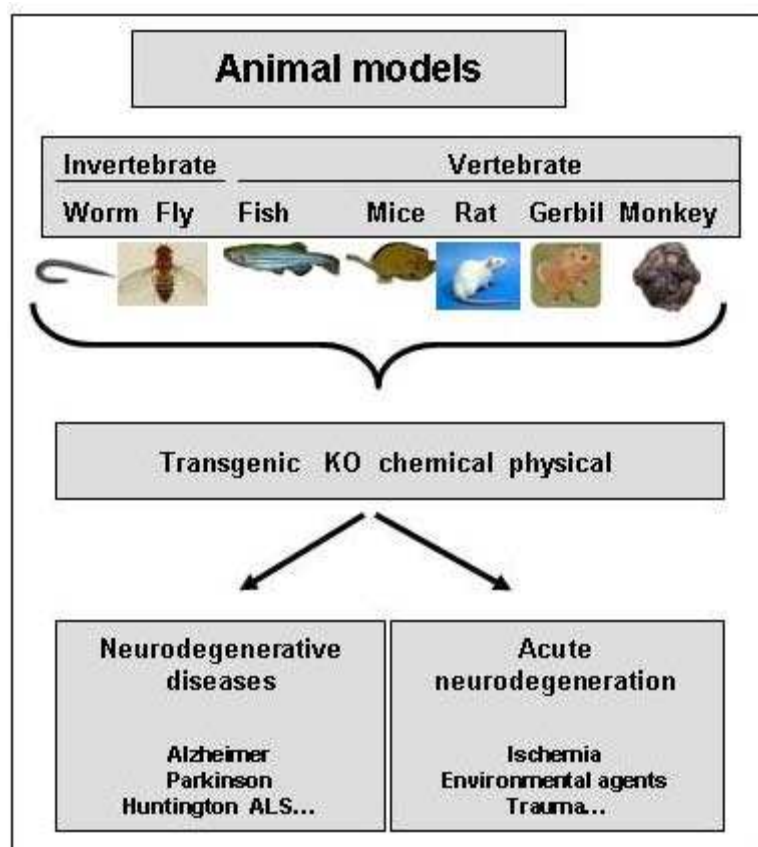 Animal models
Invertebrate Vertebrate
Worm Fly Fish Mice Rat Gerbil Monkey
Transgenic KO chemical physical
Neurodegenerative
diseases
Alzheimer
Parkinson
Huntington ALS...
Acute
neurodegeneration
Ischernia
Environmental agents
Trauma...